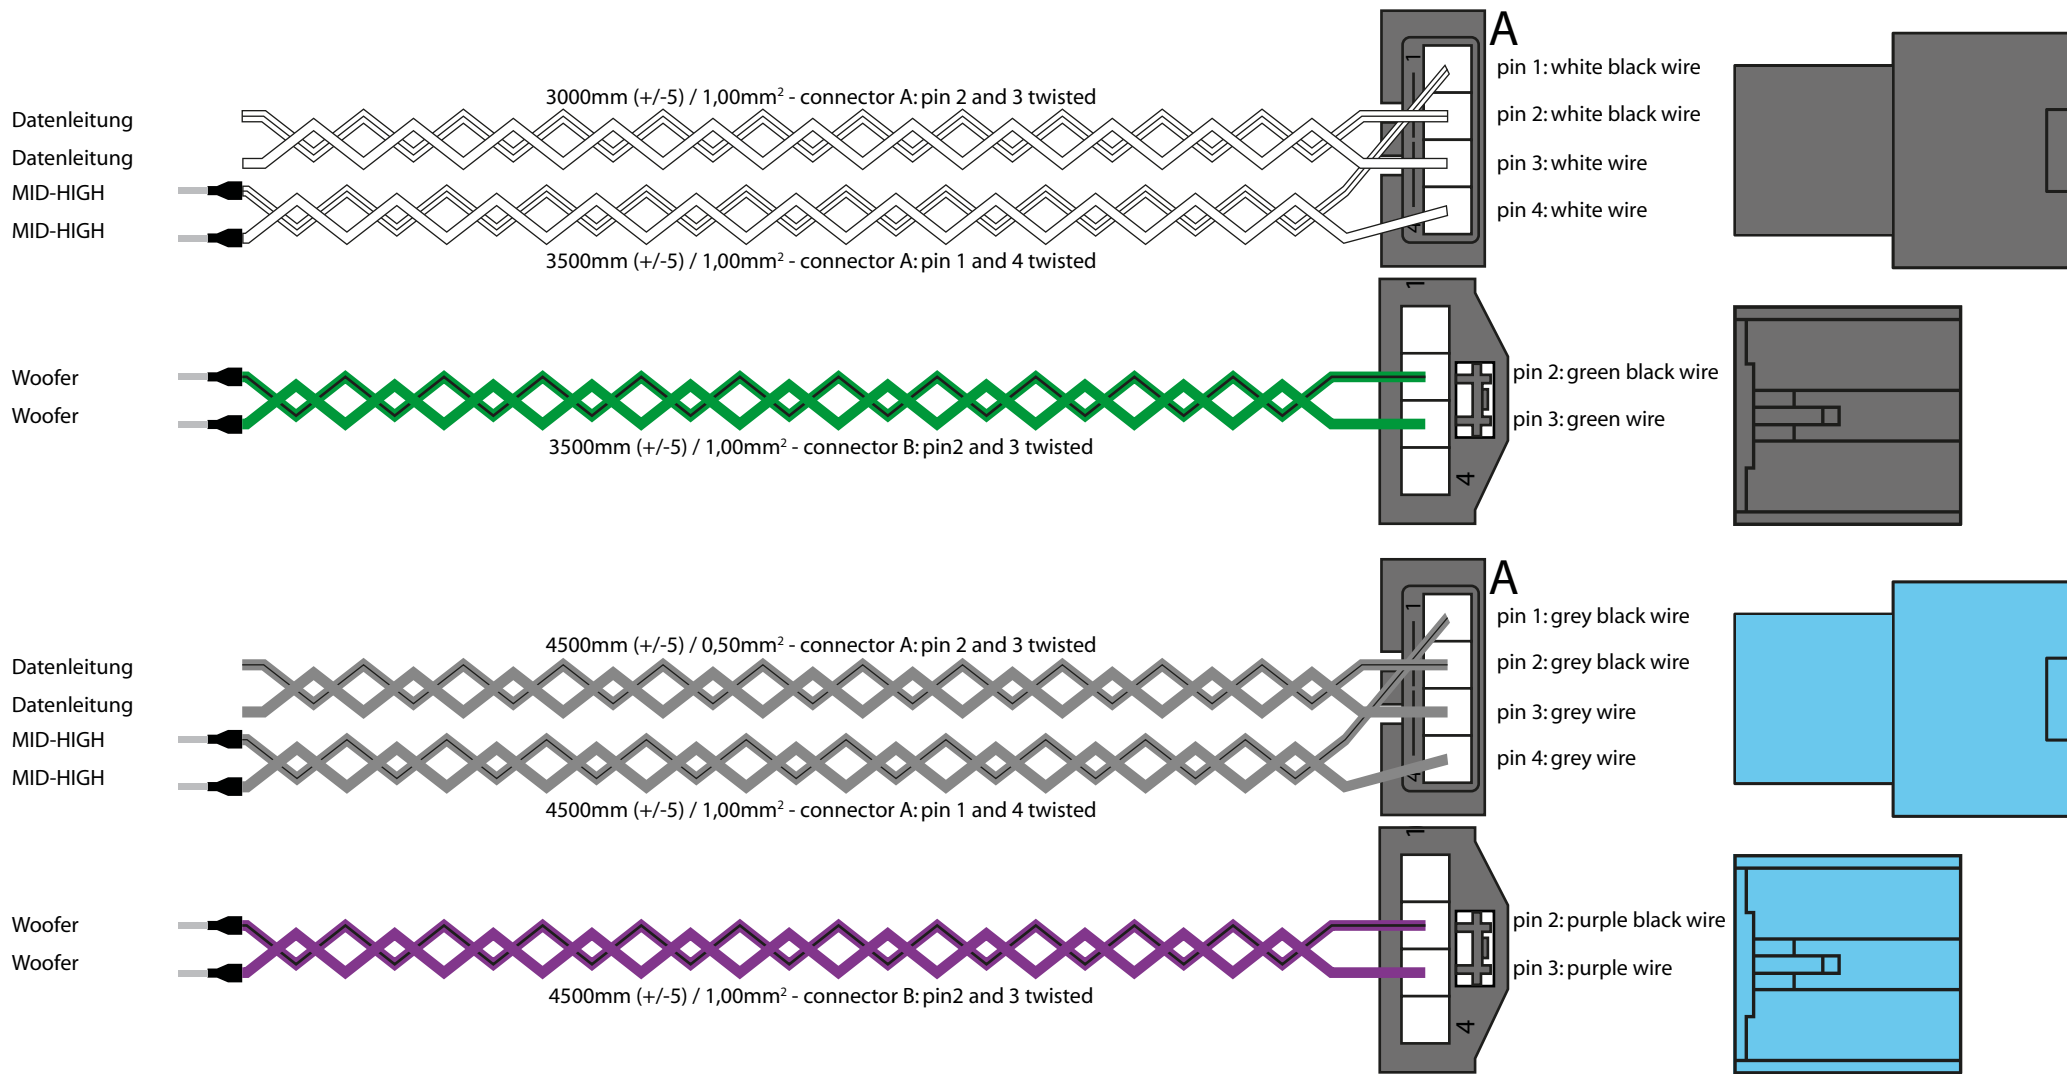 A
3000mm (+/-5) / 1,00mm² - connector A: pin 2 and 3 twisted
Datenleitung
Datenleitung
MID-HIGH
MID-HIGH
1
4
pin 1: white black wire
pin 2: white black wire
pin 3: white wire
pin 4: white wire
3500mm (+/-5) / 1,00mm² - connector A: pin 1 and 4 twisted
Woofer
Woofer
1
4
pin 2: green black wire
pin 3: green wire
3500mm (+/-5) / 1,00mm² - connector B: pin2 and 3 twisted
A
4500mm (+/-5) / 0,50mm² - connector A: pin 2 and 3 twisted
Datenleitung
Datenleitung
MID-HIGH
MID-HIGH
1
4
pin 1: grey black wire
pin 2: grey black wire
pin 3: grey wire
pin 4: grey wire
4500mm (+/-5) / 1,00mm² - connector A: pin 1 and 4 twisted
Woofer
Woofer
1
4
pin 2: purple black wire
pin 3: purple wire
4500mm (+/-5) / 1,00mm² - connector B: pin2 and 3 twisted